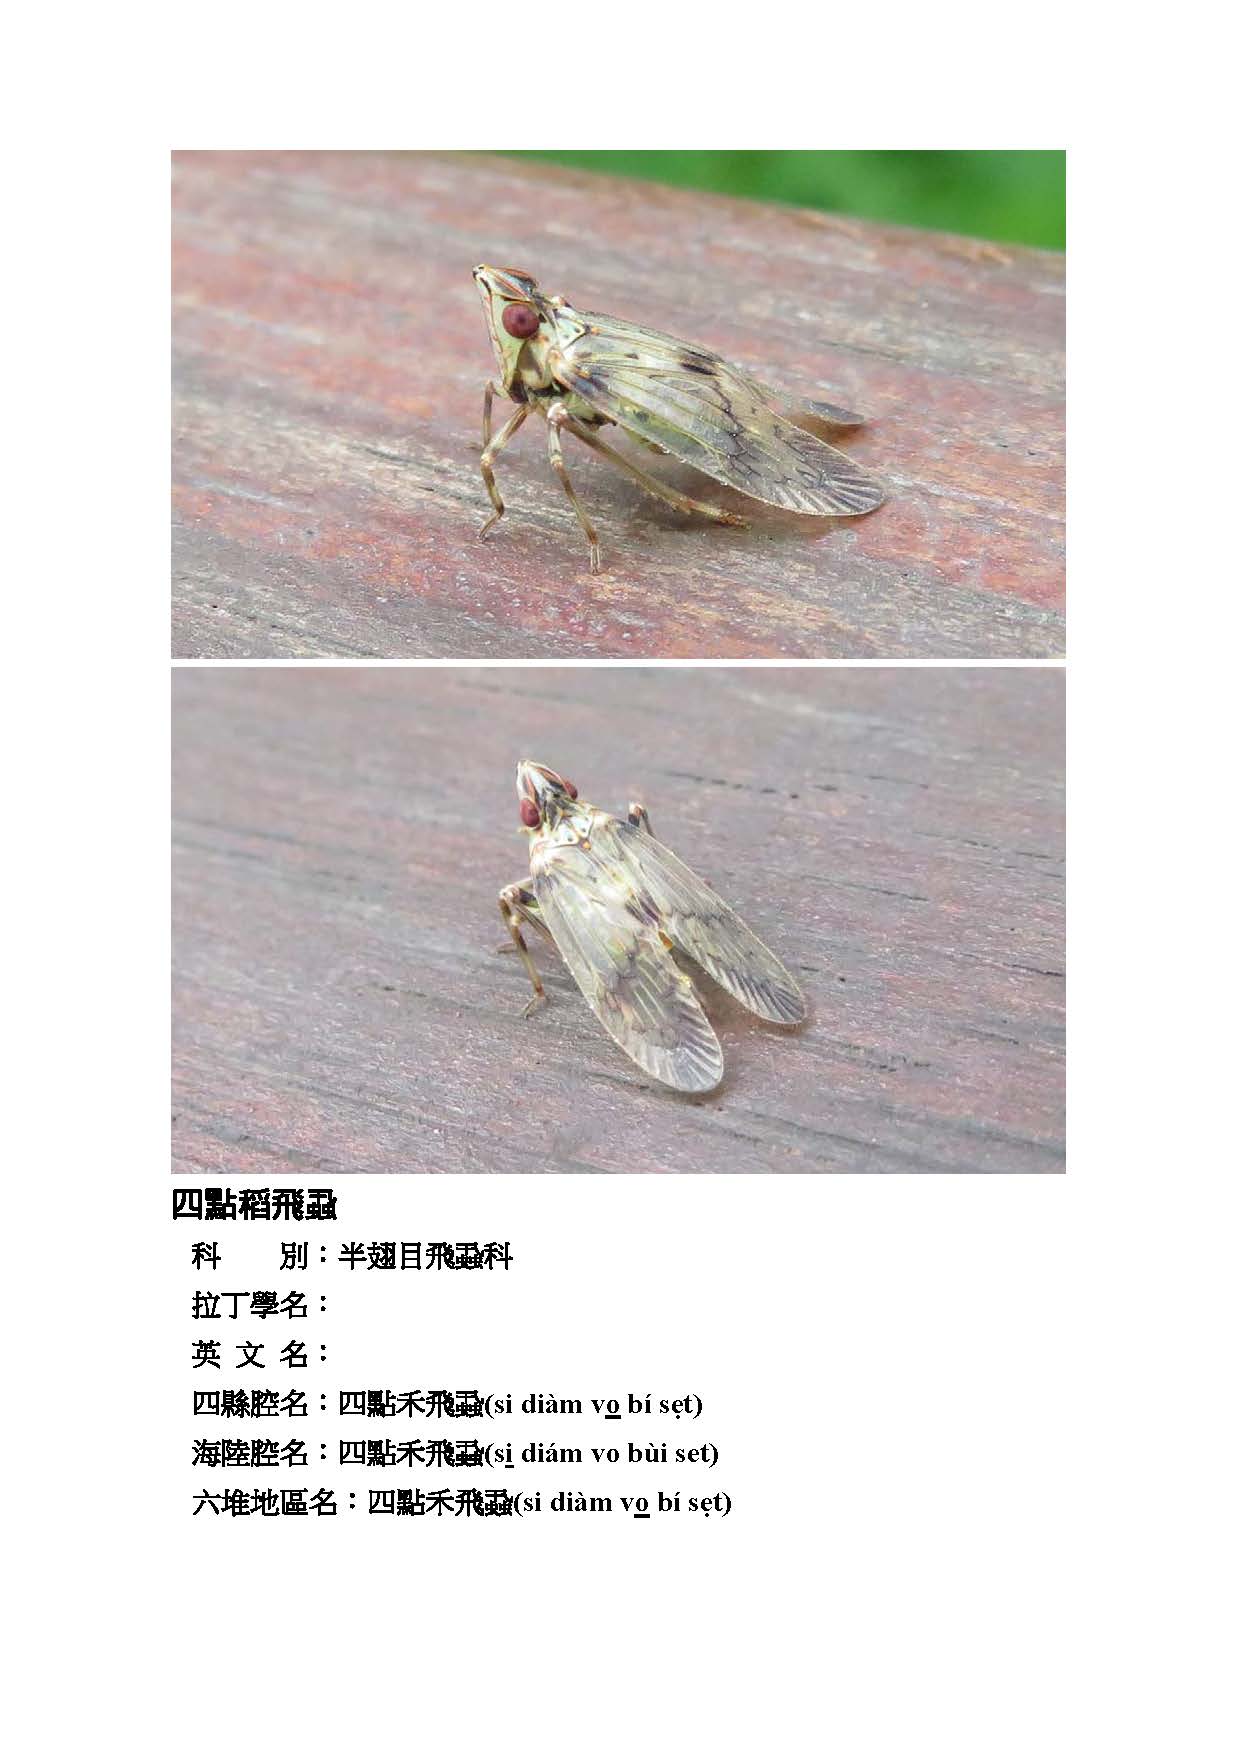 四點稻飛蝨
科　　別：半翅目飛蝨科
拉丁學名：
英 文 名：
四縣腔名：四點禾飛蝨(si diàm vo bí sẹt)
海陸腔名：四點禾飛蝨(si diám vo bùi set)
六堆地區名：四點禾飛蝨(si diàm vo bí sẹt)